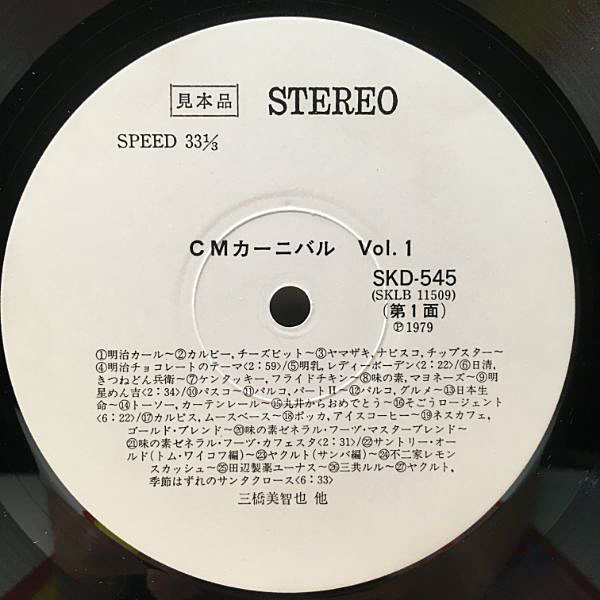 見本品 STEREO
SPEED 33⅓
CMカーニバル Vol.1
SKD-545
(SKLB 11509)
(第1面)
Ⓟ1979
①明治カール~②カルビー,チーズビット~③ヤマザキ,ナビスコ,チップスター~
④明治チョコレートのテーマ<2:59>/⑤明乳,レディーボーデン<2:22>/⑥日清,
きつねどん兵衛~⑦ケンタッキー,フライドチキン~⑧味の素,マヨネーズ~⑨明
星めん吉<2:34>/⑩パスコ~⑪パルコ,パートⅡ~⑫パルコ,グルメ~⑬日本生
命~⑭トーソー,カーテンレール~⑮丸井からおめでとう~⑯そごうロージェント
<6:22>/⑰カルピス,ムースベース~⑱ポッカ,アイスコーヒー~⑲ネスカフェ,
ゴールド・ブレンド~⑳味の素ゼネラル・フーヅ・マスターブレンド~
㉑味の素ゼネラル・フーヅ・カフェスタ<2:31>/㉒サントリー・オー
ルド(トム・ワイコフ編)~㉓ヤクルト(サンバ編)~㉔不二家レモン
スカッシュ~㉕田辺製薬ユーナス~㉖三共ルル~㉗ヤクルト,
季節はずれのサンタクロース<6:33>
三橋美智也 他